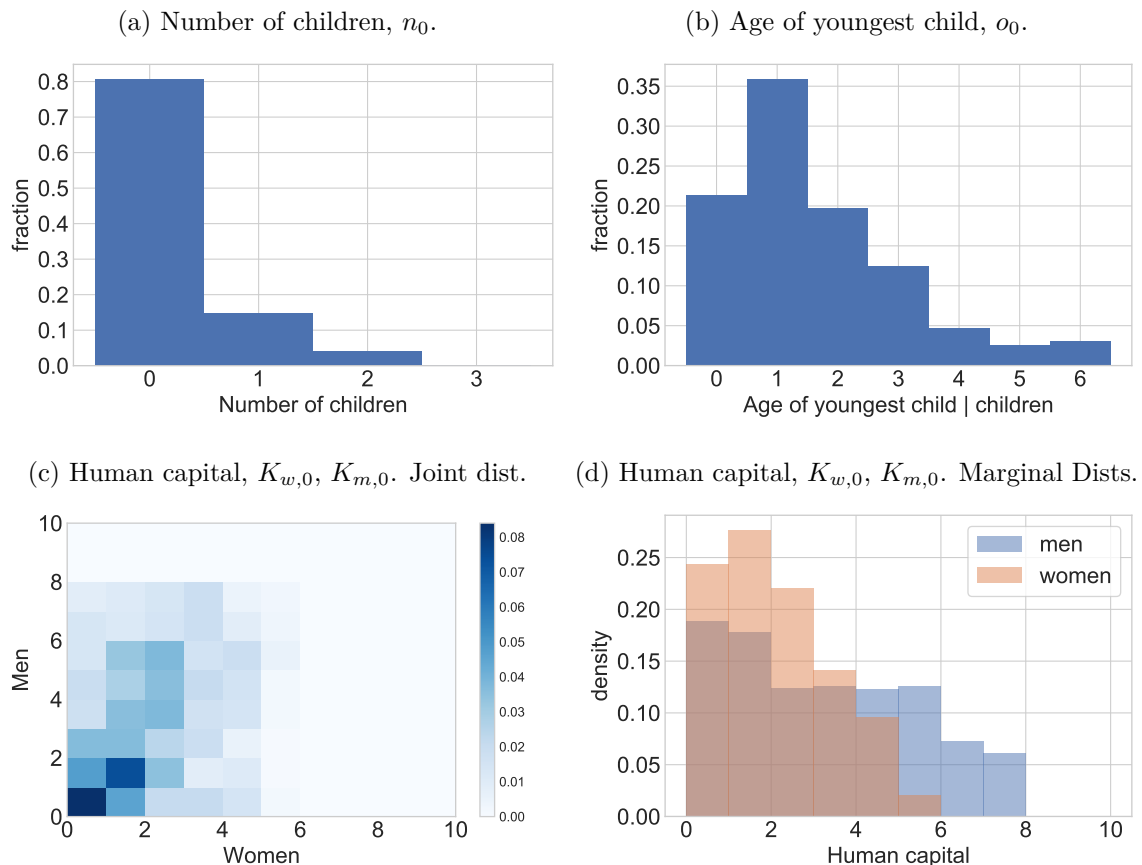 (a) Number of children, n0.
0.8
0.7
0.6
0.5
0.4
0.3
0.2
0.1
0.0
fraction
0 1 2 3
Number of children
(b) Age of youngest child, o0.
0.35
0.30
0.25
0.20
0.15
0.10
0.05
0.00
fraction
0 1 2 3 4 5 6
Age of youngest child | children
(c) Human capital, Kw,0, Km,0. Joint dist.
10
8
6
4
2
0
Men
0 2 4 6 8 10
Women
0.08
0.07
0.06
0.05
0.04
0.03
0.02
0.01
0.00
(d) Human capital, Kw,0, Km,0. Marginal Dists.
men
women
0.25
0.20
0.15
0.10
0.05
0.00
density
0 2 4 6 8 10
Human capital